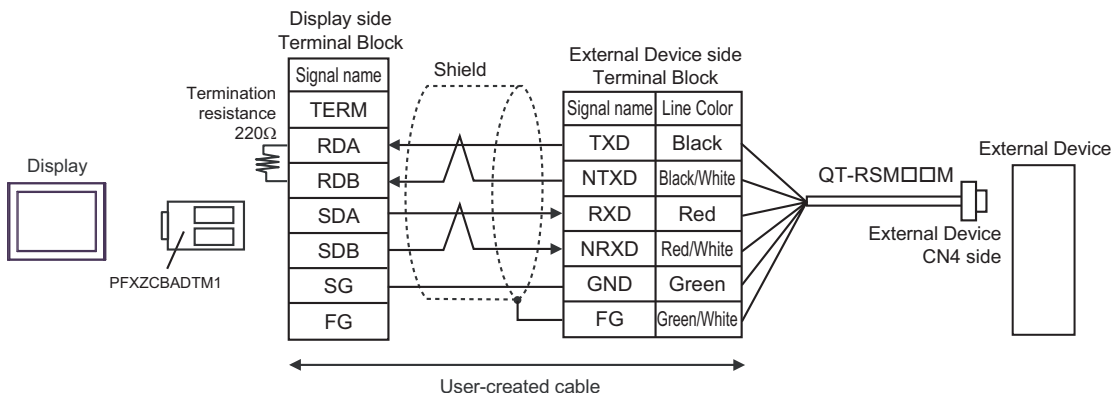 Display side
Terminal Block
External Device side
Terminal Block
Signal name
Shield
Termination
resistance
220Ω
TERM
Signal name Line Color
RDA
TXD Black
External Device
Display
RDB
NTXD Black/White
QT-RSM□□M
SDA
RXD Red
SDB
NRXD Red/White
External Device
CN4 side
PFXZCBADTM1
SG
GND Green
FG
FG Green/White
User-created cable